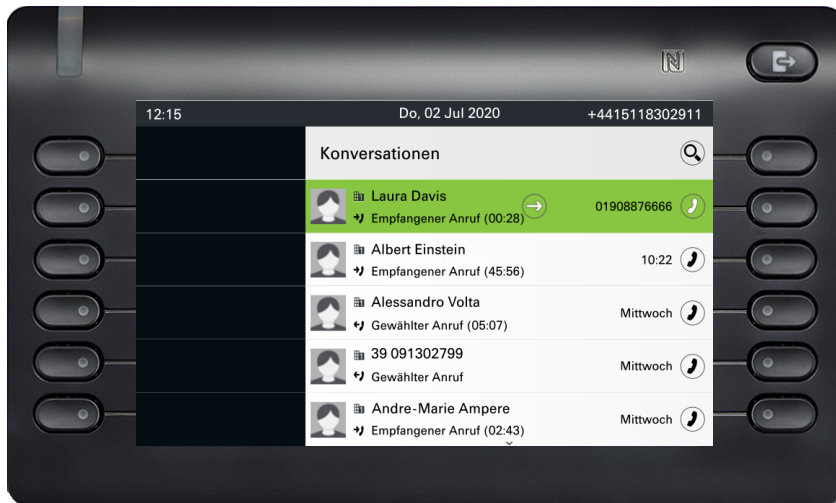 12:15 Do, 02 Jul 2020 +4415118302911
Konversationen
Laura Davis
01908876666
Empfangener Anruf (00:28)
Albert Einstein
10:22
Empfangener Anruf (45:56)
Alessandro Volta
Mittwoch
Gewählter Anruf (05:07)
39 091302799
Mittwoch
Gewählter Anruf
Andre-Marie Ampere
Mittwoch
Empfangener Anruf (02:43)